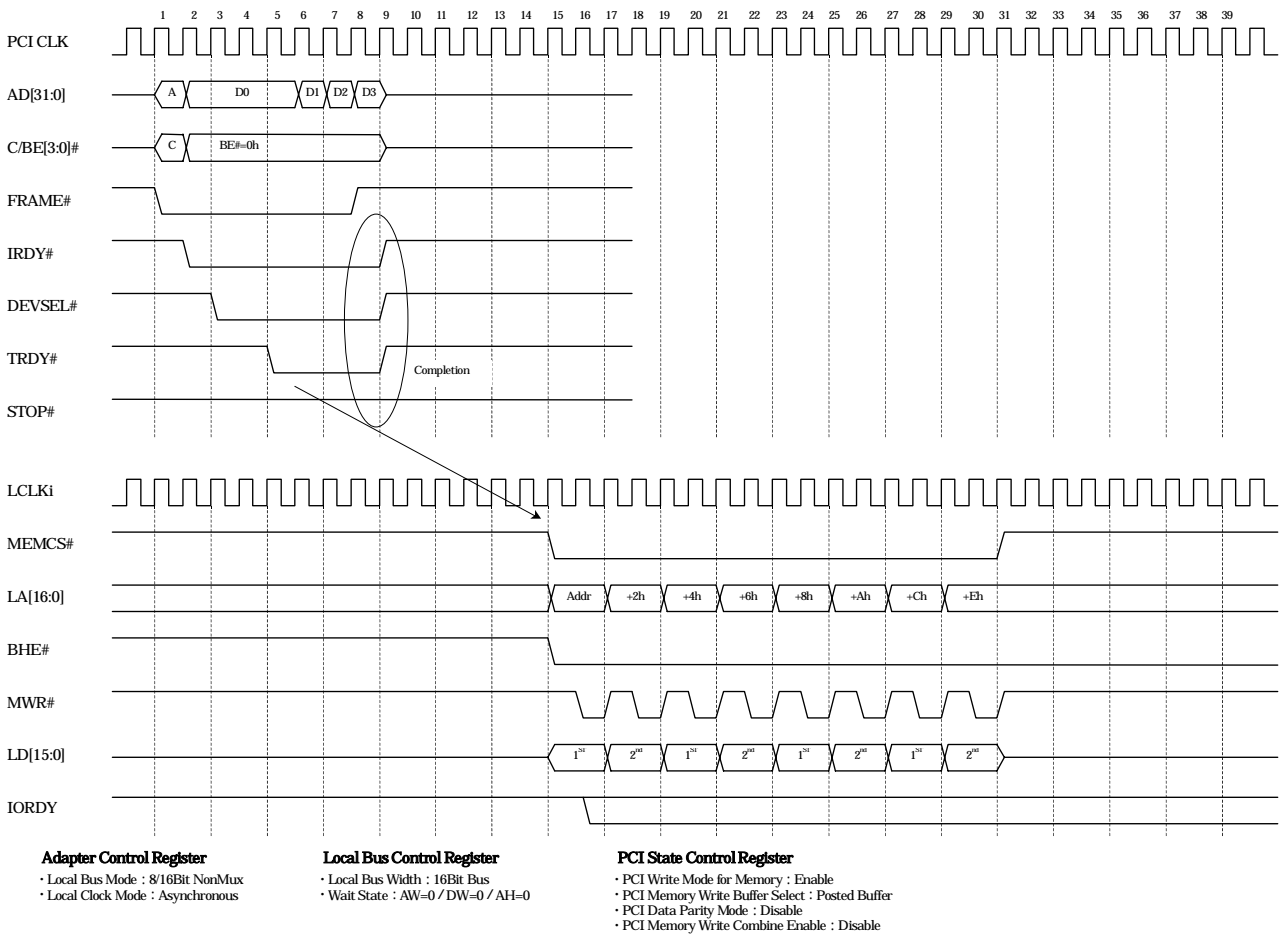 1 2 3 4 5 6 7 8 9 10 11 12 13 14 15 16 17 18 19 20 21 22 23 24 25 26 27 28 29 30 31 32 33 34 35 36 37 38 39
PCI CLK
AD[31:0] A D0 D1 D2 D3
C/BE[3:0]# C BE#=0h
FRAME#
IRDY#
DEVSEL#
TRDY#
Completion
STOP#
LCLKi
MEMCS#
LA[16:0] Addr +2h +4h +6h +8h +Ah +Ch +Eh
BHE#
MWR#
LD[15:0] 1ST 2nd 1ST 2nd 1ST 2nd 1ST 2nd
IORDY
Adapter Control Register
・Local Bus Mode : 8/16Bit NonMux
・Local Clock Mode : Asynchronous
Local Bus Control Register
・Local Bus Width : 16Bit Bus
・Wait State : AW=0 / DW=0 / AH=0
PCI State Control Register
・PCI Write Mode for Memory : Enable
・PCI Memory Write Buffer Select : Posted Buffer
・PCI Data Parity Mode : Disable
・PCI Memory Write Combine Enable : Disable